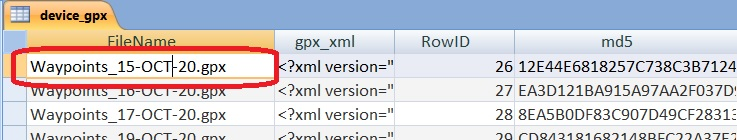 device_gpx
FileName gpx_xml RowID md5
Waypoints_15-OCT-20.gpx <?xml version=" 26 12E44E6818257C738C3B7124
Waypoints_16-OCT-20.gpx <?xml version=" 27 EA3D121BA915A97AA2F037D9
Waypoints_17-OCT-20.gpx <?xml version=" 28 8EA5B0DF83C907D49CF28313
Waypoints_19-OCT-20.gpx <?xml version=" 29